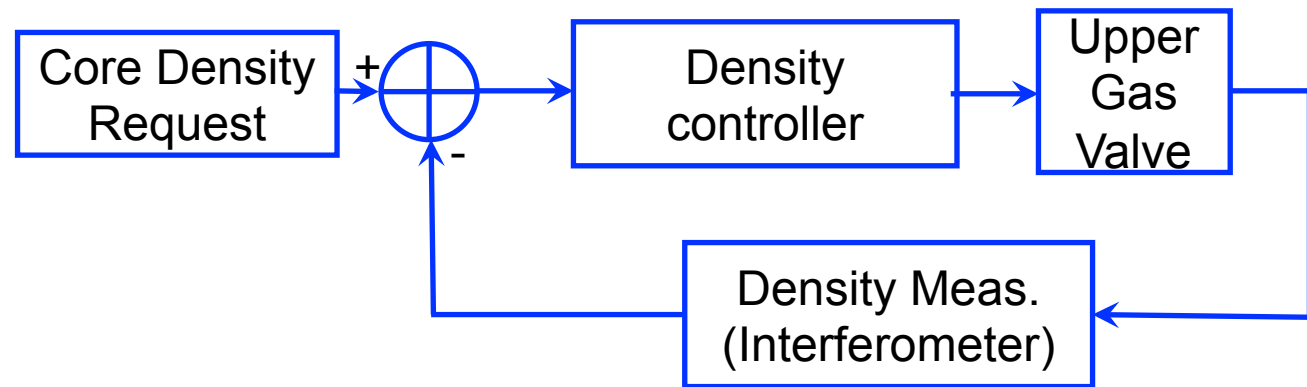 Core Density
Request
+
-
Density
controller
Upper
Gas
Valve
Density Meas.
(Interferometer)